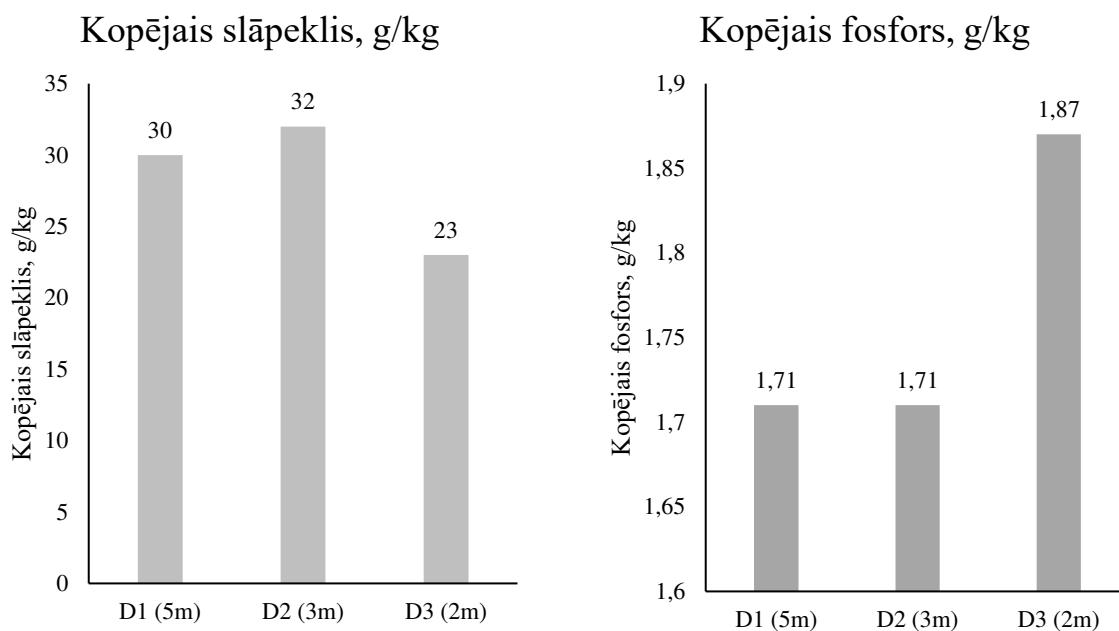 Kopējais slāpeklis, g/kg
Kopējais slāpeklis, g/kg
35
30
25
20
15
10
5
0
30
32
23
D1 (5m)
D2 (3m)
D3 (2m)
Kopējais fosfors, g/kg
Kopējais fosfors, g/kg
1,9
1,85
1,8
1,75
1,7
1,65
1,6
1,71
1,71
1,87
D1 (5m)
D2 (3m)
D3 (2m)